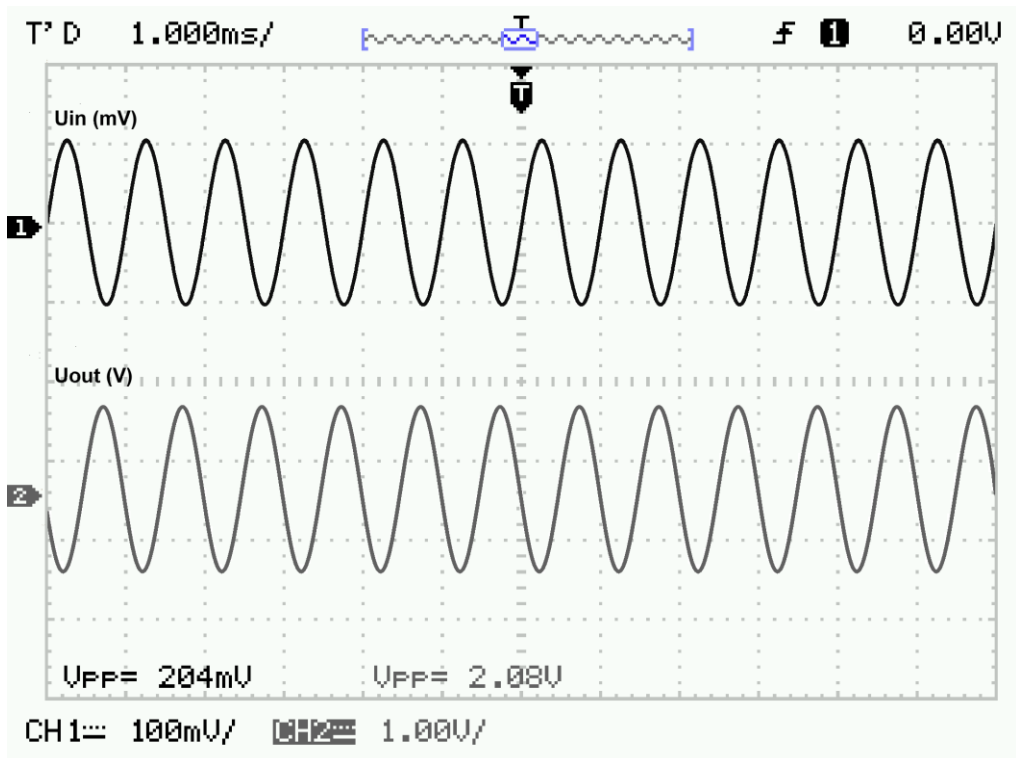 T’ D 1.000ms/ T 1 0.00V
T
Uin (mV)
1
Uout (V)
2
VPP= 204mV VPP= 2.08V
CH1 100mV/ CH2 1.00V/